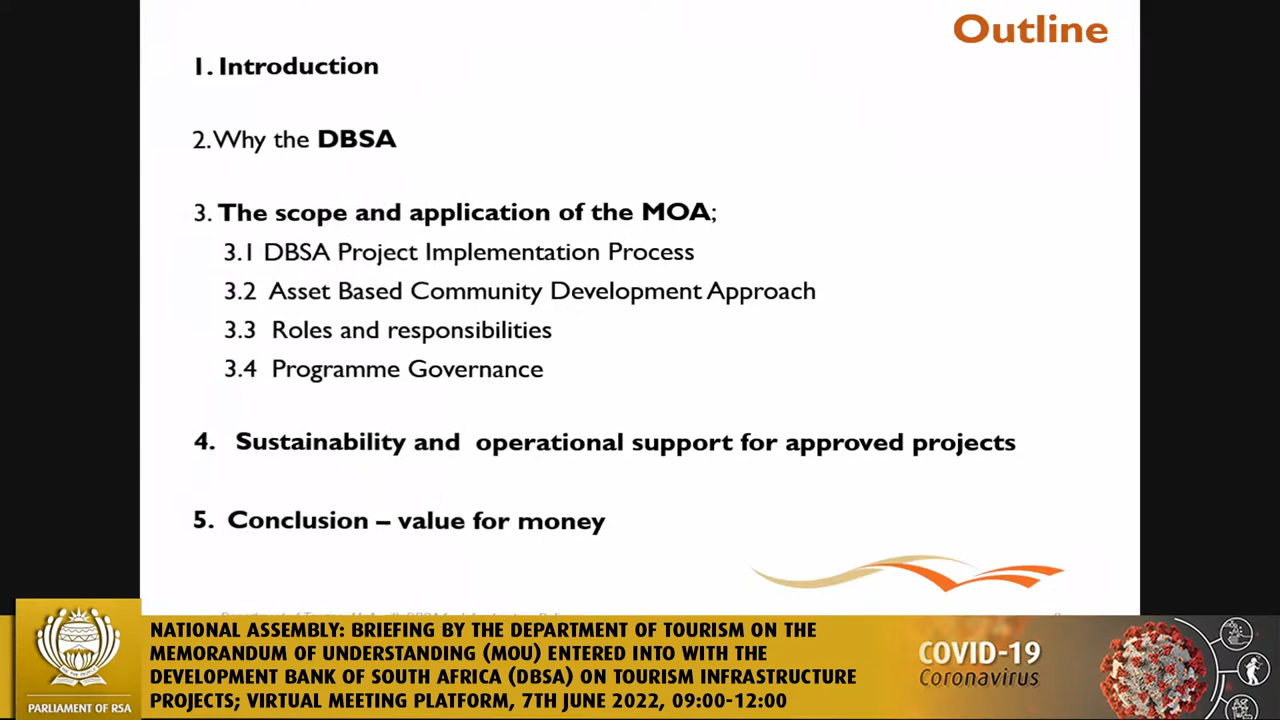 Outline
1. Introduction
2. Why the DBSA
3. The scope and application of the MOA;
3.1 DBSA Project Implementation Process
3.2 Asset Based Community Development Approach
3.3 Roles and responsibilities
3.4 Programme Governance
4. Sustainability and operational support for approved projects
5. Conclusion – value for money
NATIONAL ASSEMBLY: BRIEFING BY THE DEPARTMENT OF TOURISM ON THE
MEMORANDUM OF UNDERSTANDING (MOU) ENTERED INTO WITH THE
DEVELOPMENT BANK OF SOUTH AFRICA (DBSA) ON TOURISM INFRASTRUCTURE
PROJECTS; VIRTUAL MEETING PLATFORM, 7TH JUNE 2022, 09:00-12:00
PARLIAMENT OF RSA
COVID-19
Coronavirus